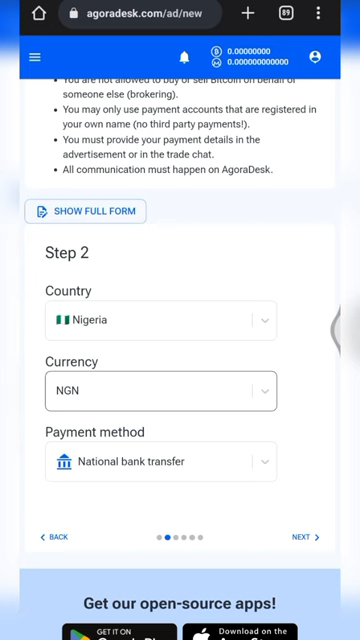 agoradesk.com/ad/new
89
0.00000000
0.000000000000
You are not allowed to buy or sell Bitcoin on behalf of
someone else (brokering).
You may only use payment accounts that are registered in
your own name (no third party payments!).
You must provide your payment details in the
advertisement or in the trade chat.
All communication must happen on AgoraDesk.
SHOW FULL FORM
Step 2
Country
Nigeria
Currency
NGN
Payment method
National bank transfer
BACK
NEXT
Get our open-source apps!
GET IT ON
Download on the